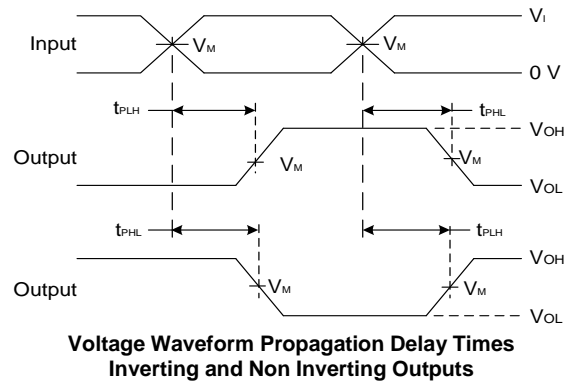 VI
Input
VM
VM
0 V
tPLH
tPHL
VOH
Output
VM
VM
VOL
tPHL
tPLH
VOH
Output
VM
VM
VOL
Voltage Waveform Propagation Delay Times
Inverting and Non Inverting Outputs